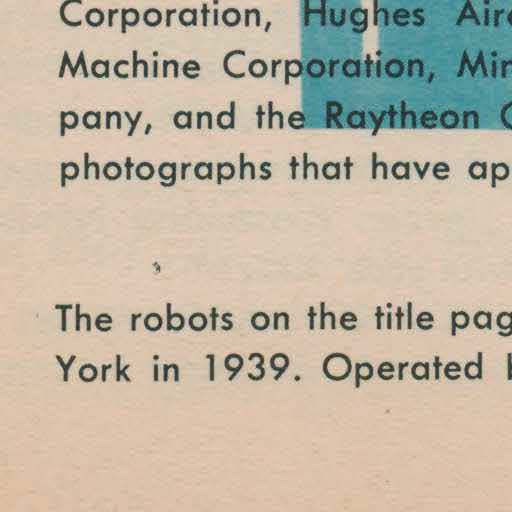 Corporation, Hughes Airc
Machine Corporation, Min
pany, and the Raytheon C
photographs that have ap
The robots on the title pag
York in 1939. Operated b